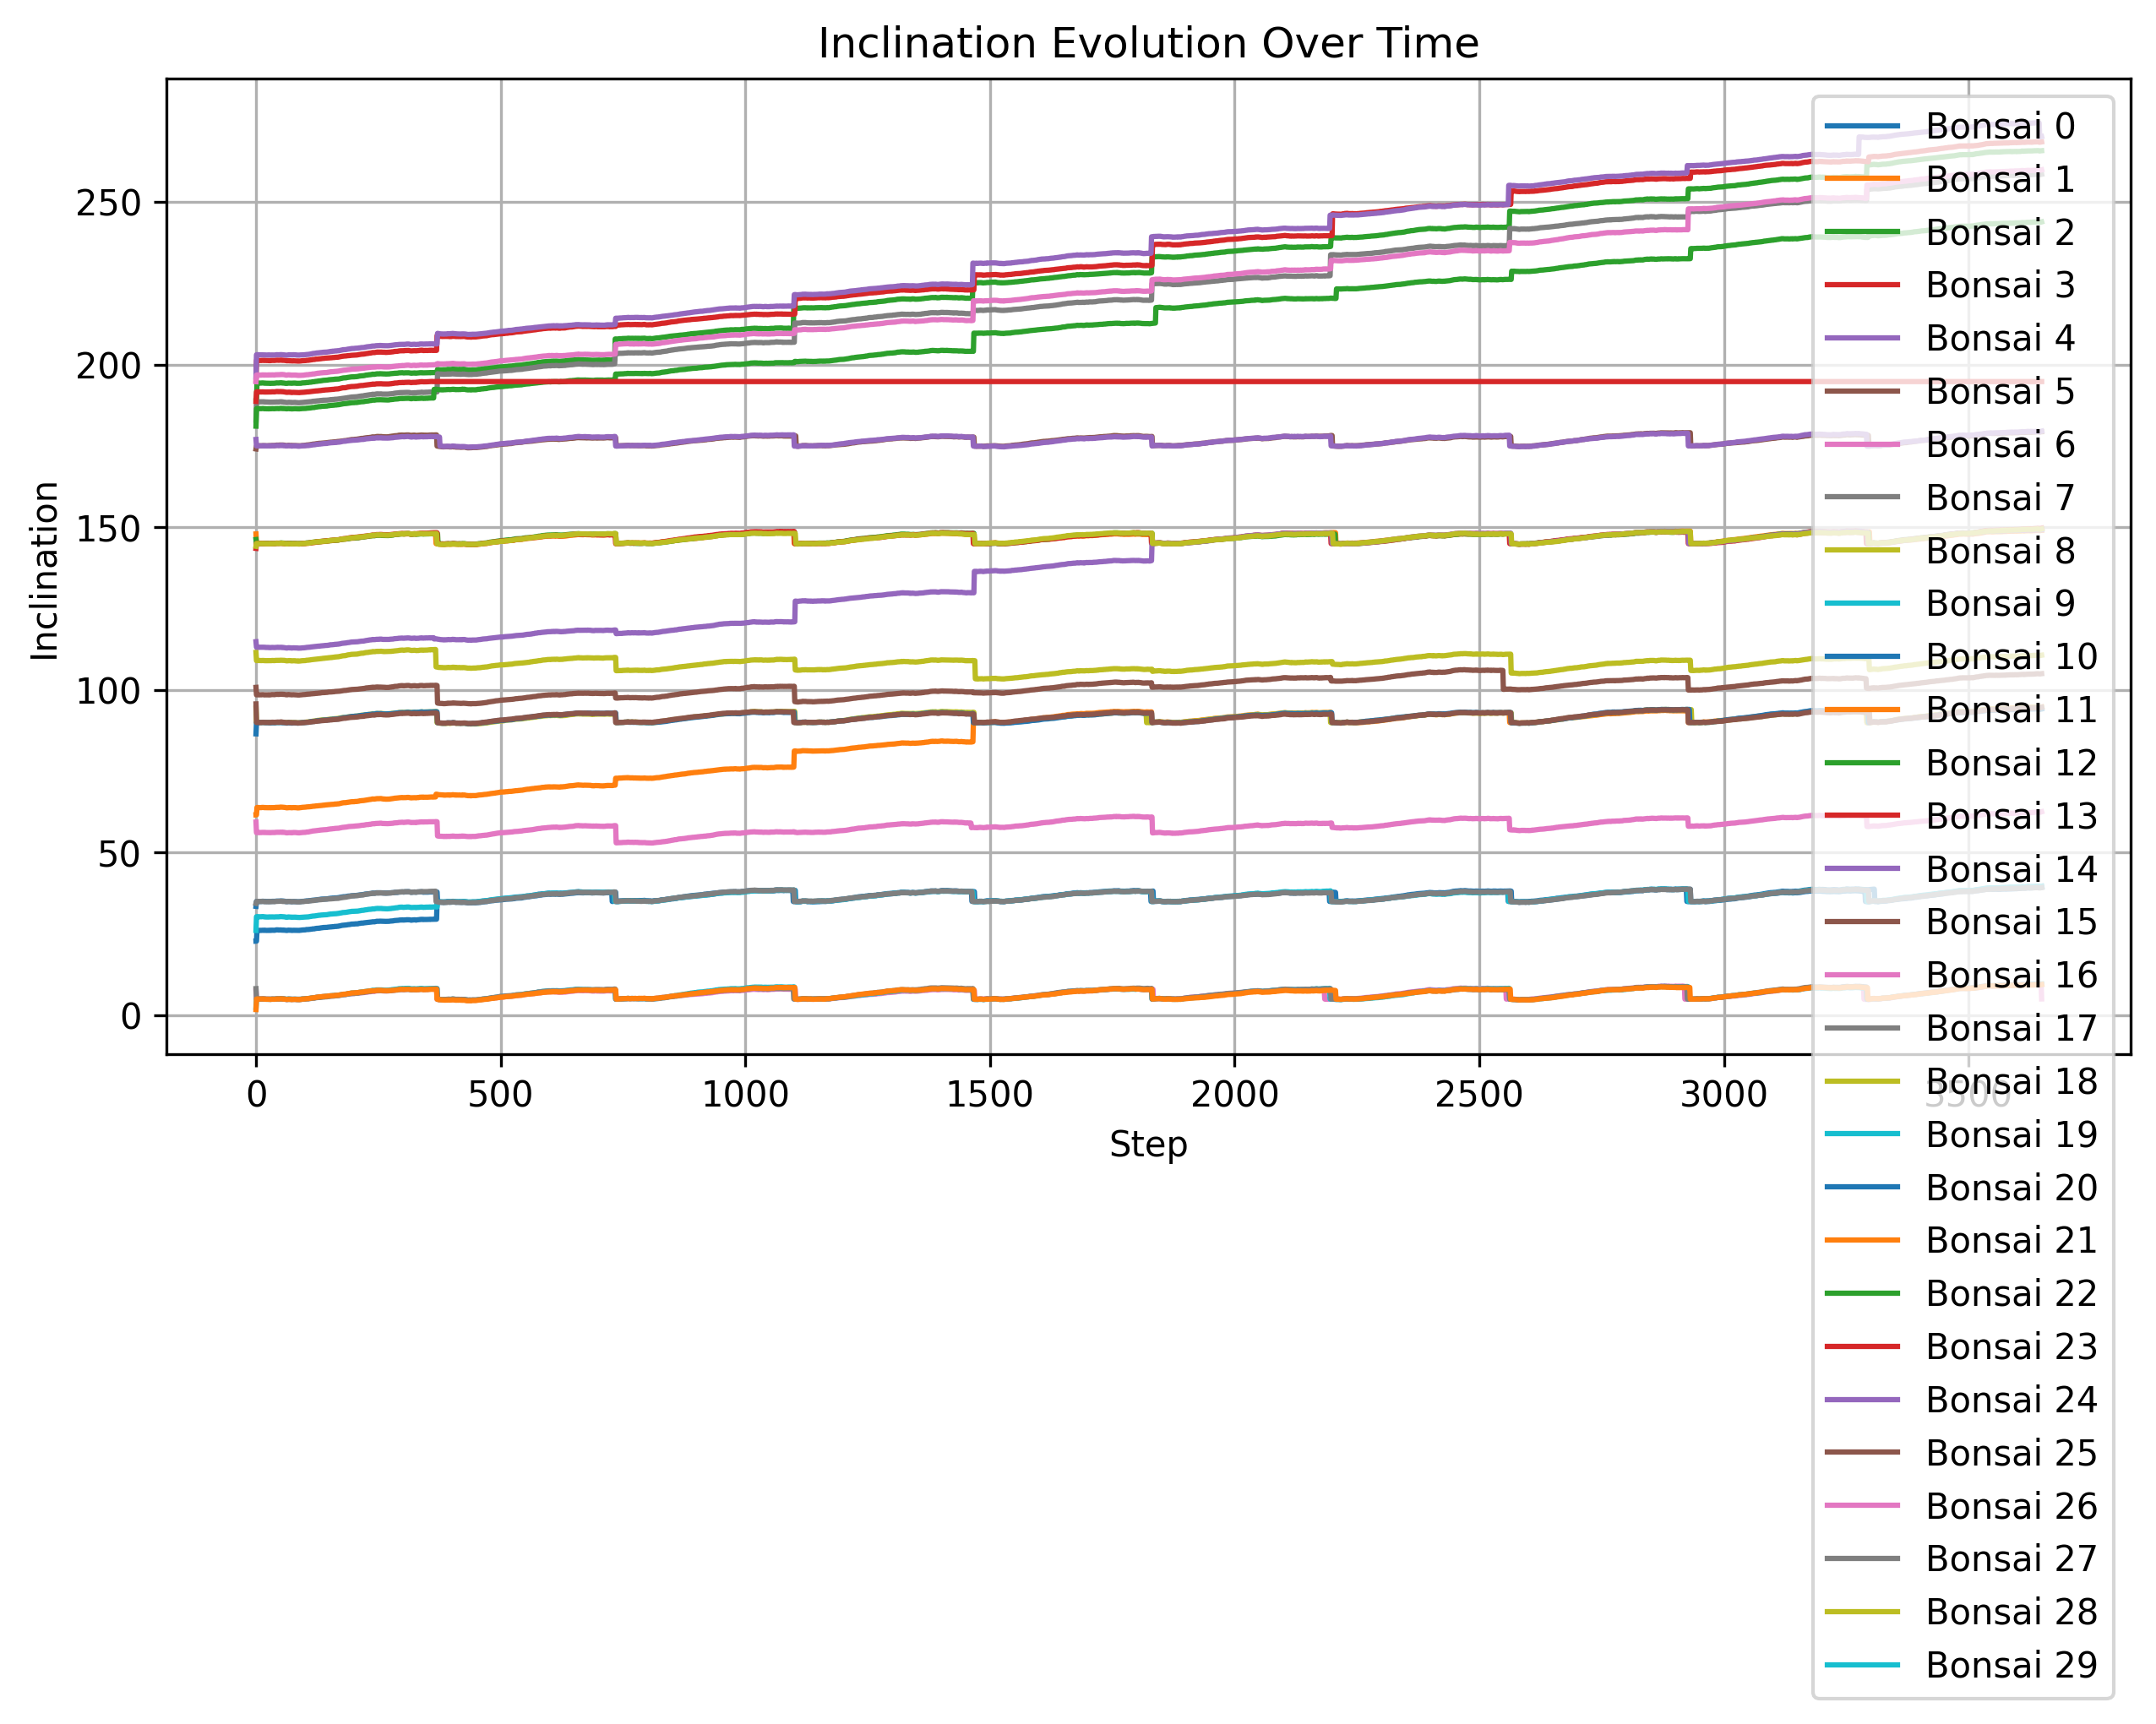 Inclination Evolution Over Time
Inclination
250
200
150
100
50
0
0
500
1000
1500
2000
2500
3000
3500
Step
Bonsai 0
Bonsai 1
Bonsai 2
Bonsai 3
Bonsai 4
Bonsai 5
Bonsai 6
Bonsai 7
Bonsai 8
Bonsai 9
Bonsai 10
Bonsai 11
Bonsai 12
Bonsai 13
Bonsai 14
Bonsai 15
Bonsai 16
Bonsai 17
Bonsai 18
Bonsai 19
Bonsai 20
Bonsai 21
Bonsai 22
Bonsai 23
Bonsai 24
Bonsai 25
Bonsai 26
Bonsai 27
Bonsai 28
Bonsai 29